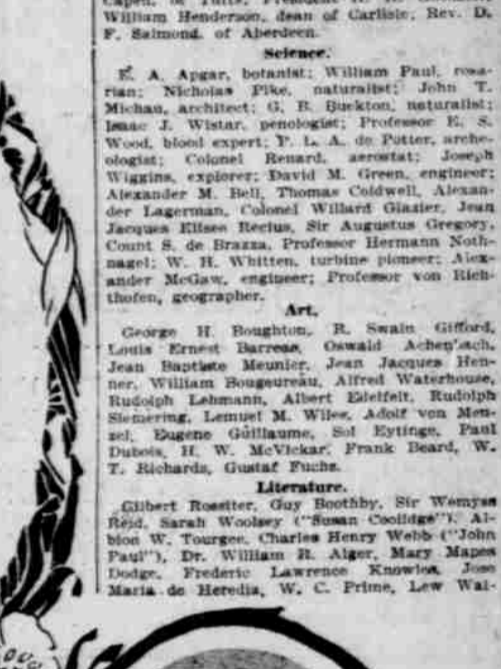 Capen, of Tufts, President
William Henderson, dean of Carlisle, Rev. D.
F. Salmond, of Aberdeen.
Science.
E. A. Apgar, botanist; William Paul, rosa-
rian; Nicholas Pike, naturalist; John T.
Michau, architect; G. B. Buckton, naturalist;
Isaac J. Wistar, penologist; Professor E. S.
Wood, blood expert; P. L. A. de Potter, arche-
ologist; Colonel Renard, aerostat; Joseph
Wiggins, explorer; David M. Green, engineer;
Alexander M. Bell, Thomas Coldwell, Alexan-
der Lagerman, Colonel Willard Glazier, Jean
Jacques Elisee Reclus, Sir Augustus Gregory,
Count S. de Brazza, Professor Hermann Noth-
nagel; W. H. Whitten, turbine pioneer; Alex-
ander McGaw, engineer; Professor von Rich-
thofen, geographer.
Art.
George H. Boughton, R. Swain Gifford,
Louis Ernest Barreas, Oswald Achenbach,
Jean Baptiste Meunier, Jean Jacques Hen-
ner, William Bougeureau, Alfred Waterhouse,
Rudolph Lehmann, Albert Edelfelt, Rudolph
Siemering, Lemuel M. Wiles, Adolf von Men-
zel, Eugene Guillaume, Sol Eytinge, Paul
Dubois, H. W. McVickar, Frank Beard, W.
T. Richards, Gustaf Fuchs.
Literature.
Gilbert Rossiter, Guy Boothby, Sir Wemyss
Reid, Sarah Woolsey ("Susan Coolidge"), Al-
bion W. Tourgee, Charles Henry Webb ("John
Paul"), Dr. William R. Alger, Mary Mapes
Dodge, Frederic Lawrence Knowles, Jose
Maria de Heredia, W. C. Prime, Lew Wal-